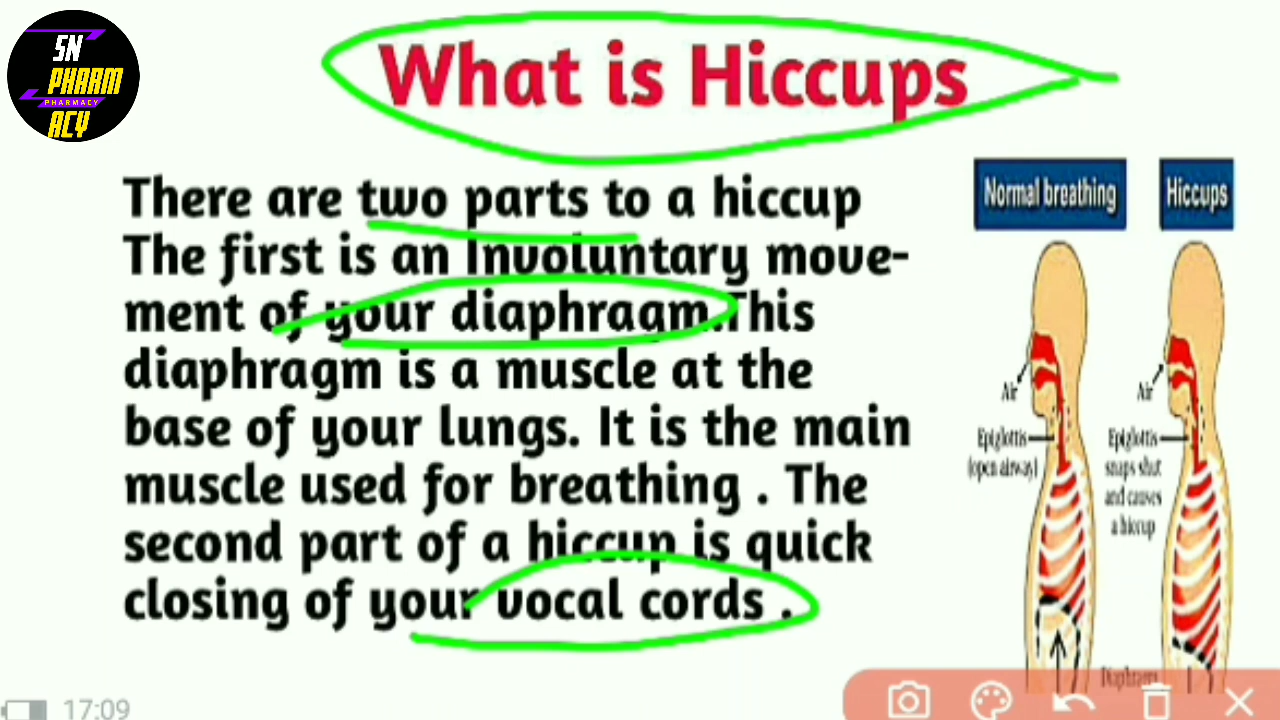 SN
PHARM
PHARMACY
ACY
What is Hiccups
There are two parts to a hiccup
The first is an Involuntary move-
ment of your diaphragm.This
diaphragm is a muscle at the
base of your lungs. It is the main
muscle used for breathing . The
second part of a hiccup is quick
closing of your vocal cords .
Normal breathing
Hiccups
Air
Air
Epiglottis
(open airway)
Epiglottis
snaps shut
and causes
a hiccup
Diaphragm
17:09